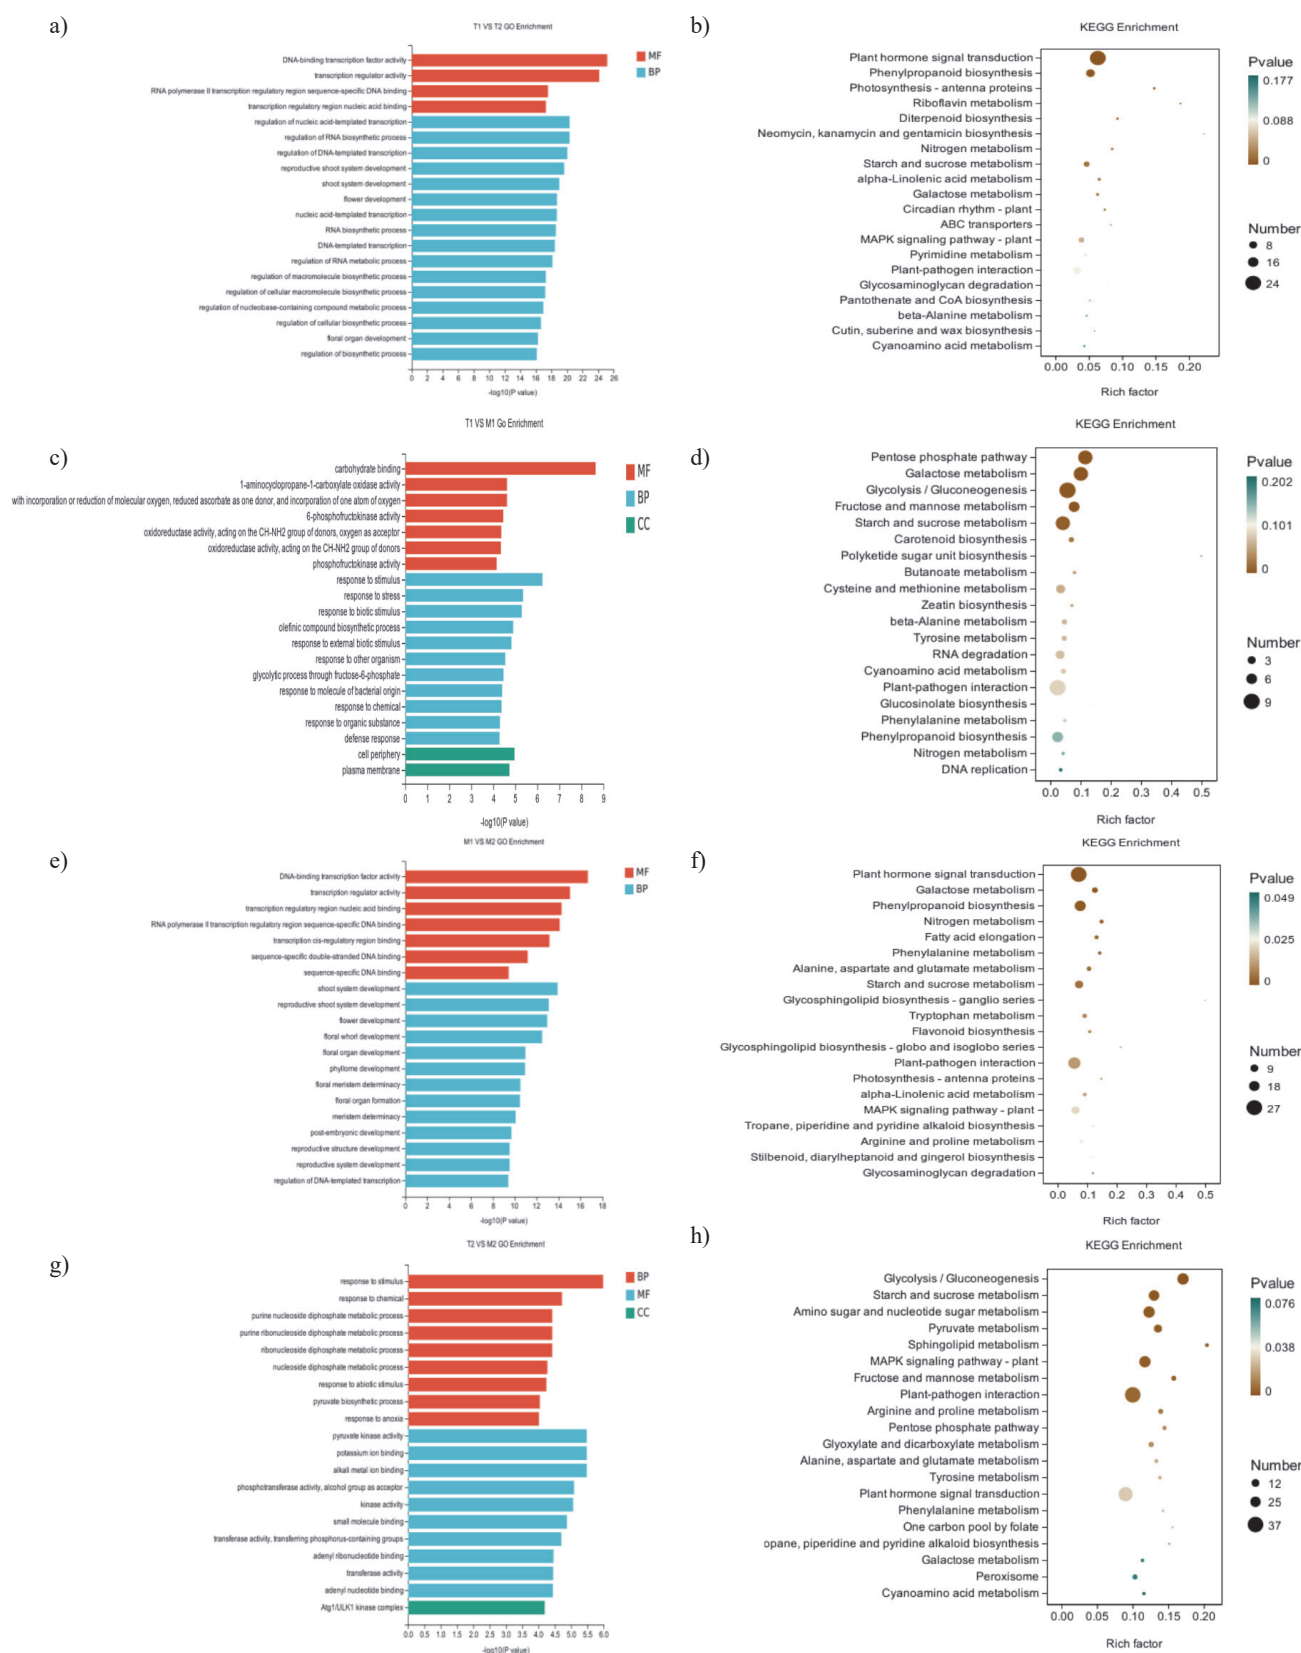 a)
T1 VS T2 GO Enrichment
DNA-binding transcription factor activity
transcription regulator activity
RNA polymerase II transcription regulatory region sequence-specific DNA binding
transcription regulatory region nucleic acid binding
regulation of nucleic acid-templated transcription
regulation of RNA biosynthetic process
regulation of DNA-templated transcription
reproductive shoot system development
shoot system development
flower development
nucleic acid-templated transcription
RNA biosynthetic process
DNA-templated transcription
regulation of RNA metabolic process
regulation of macromolecule biosynthetic process
regulation of cellular macromolecule biosynthetic process
regulation of nucleobase-containing compound metabolic process
regulation of cellular biosynthetic process
floral organ development
regulation of biosynthetic process
0 2 4 6 8 10 12 14 16 18 20 22 24 26
-log10(P value)
MF
BP
b)
KEGG Enrichment
Plant hormone signal transduction
Phenylpropanoid biosynthesis
Photosynthesis - antenna proteins
Riboflavin metabolism
Diterpenoid biosynthesis
Neomycin, kanamycin and gentamicin biosynthesis
Nitrogen metabolism
Starch and sucrose metabolism
alpha-Linolenic acid metabolism
Galactose metabolism
Circadian rhythm - plant
ABC transporters
MAPK signaling pathway - plant
Pyrimidine metabolism
Plant-pathogen interaction
Glycosaminoglycan degradation
Pantothenate and CoA biosynthesis
beta-Alanine metabolism
Cutin, suberine and wax biosynthesis
Cyanoamino acid metabolism
0.00 0.05 0.10 0.15 0.20
Rich factor
Pvalue
0.177
0.088
0
Number
8
16
24
c)
T1 VS M1 Go Enrichment
carbohydrate binding
1-aminocyclopropane-1-carboxylate oxidase activity
with incorporation or reduction of molecular oxygen, reduced ascorbate as one donor, and incorporation of one atom of oxygen
6-phosphofructokinase activity
oxidoreductase activity, acting on the CH-NH2 group of donors, oxygen as acceptor
oxidoreductase activity, acting on the CH-NH2 group of donors
phosphofructokinase activity
response to stimulus
response to stress
response to biotic stimulus
olefinic compound biosynthetic process
response to external biotic stimulus
response to other organism
glycolytic process through fructose-6-phosphate
response to molecule of bacterial origin
response to chemical
response to organic substance
defense response
cell periphery
plasma membrane
0 1 2 3 4 5 6 7 8 9
-log10(P value)
MF
BP
CC
d)
KEGG Enrichment
Pentose phosphate pathway
Galactose metabolism
Glycolysis / Gluconeogenesis
Fructose and mannose metabolism
Starch and sucrose metabolism
Carotenoid biosynthesis
Polyketide sugar unit biosynthesis
Butanoate metabolism
Cysteine and methionine metabolism
Zeatin biosynthesis
beta-Alanine metabolism
Tyrosine metabolism
RNA degradation
Cyanoamino acid metabolism
Plant-pathogen interaction
Glucosinolate biosynthesis
Phenylalanine metabolism
Phenylpropanoid biosynthesis
Nitrogen metabolism
DNA replication
0.0 0.1 0.2 0.3 0.4 0.5
Rich factor
Pvalue
0.202
0.101
0
Number
3
6
9
e)
M1 VS M2 GO Enrichment
DNA-binding transcription factor activity
transcription regulator activity
transcription regulatory region nucleic acid binding
RNA polymerase II transcription regulatory region sequence-specific DNA binding
transcription cis-regulatory region binding
sequence-specific double-stranded DNA binding
sequence-specific DNA binding
shoot system development
reproductive shoot system development
flower development
floral whorl development
floral organ development
phyllome development
floral meristem determinacy
floral organ formation
meristem determinacy
post-embryonic development
reproductive structure development
reproductive system development
regulation of DNA-templated transcription
0 2 4 6 8 10 12 14 16 18
-log10(P value)
MF
BP
f)
KEGG Enrichment
Plant hormone signal transduction
Galactose metabolism
Phenylpropanoid biosynthesis
Nitrogen metabolism
Fatty acid elongation
Phenylalanine metabolism
Alanine, aspartate and glutamate metabolism
Starch and sucrose metabolism
Glycosphingolipid biosynthesis - ganglio series
Tryptophan metabolism
Flavonoid biosynthesis
Glycosphingolipid biosynthesis - globo and isoglobo series
Plant-pathogen interaction
Photosynthesis - antenna proteins
alpha-Linolenic acid metabolism
MAPK signaling pathway - plant
Tropane, piperidine and pyridine alkaloid biosynthesis
Arginine and proline metabolism
Stilbenoid, diarylheptanoid and gingerol biosynthesis
Glycosaminoglycan degradation
0.0 0.1 0.2 0.3 0.4 0.5
Rich factor
Pvalue
0.049
0.025
0
Number
9
18
27
g)
T2 VS M2 GO Enrichment
response to stimulus
response to chemical
purine nucleoside diphosphate metabolic process
purine ribonucleoside diphosphate metabolic process
ribonucleoside diphosphate metabolic process
nucleoside diphosphate metabolic process
response to abiotic stimulus
pyruvate biosynthetic process
response to anoxia
pyruvate kinase activity
potassium ion binding
alkali metal ion binding
phosphotransferase activity, alcohol group as acceptor
kinase activity
small molecule binding
transferase activity, transferring phosphorus-containing groups
adenyl ribonucleotide binding
transferase activity
adenyl nucleotide binding
Atg1/ULK1 kinase complex
0.0 0.5 1.0 1.5 2.0 2.5 3.0 3.5 4.0 4.5 5.0 5.5 6.0
-log10(P value)
BP
MF
CC
h)
KEGG Enrichment
Glycolysis / Gluconeogenesis
Starch and sucrose metabolism
Amino sugar and nucleotide sugar metabolism
Pyruvate metabolism
Sphingolipid metabolism
MAPK signaling pathway - plant
Fructose and mannose metabolism
Plant-pathogen interaction
Arginine and proline metabolism
Pentose phosphate pathway
Glyoxylate and dicarboxylate metabolism
Alanine, aspartate and glutamate metabolism
Tyrosine metabolism
Plant hormone signal transduction
Phenylalanine metabolism
One carbon pool by folate
opane, piperidine and pyridine alkaloid biosynthesis
Galactose metabolism
Peroxisome
Cyanoamino acid metabolism
0.00 0.05 0.10 0.15 0.20
Rich factor
Pvalue
0.076
0.038
0
Number
12
25
37